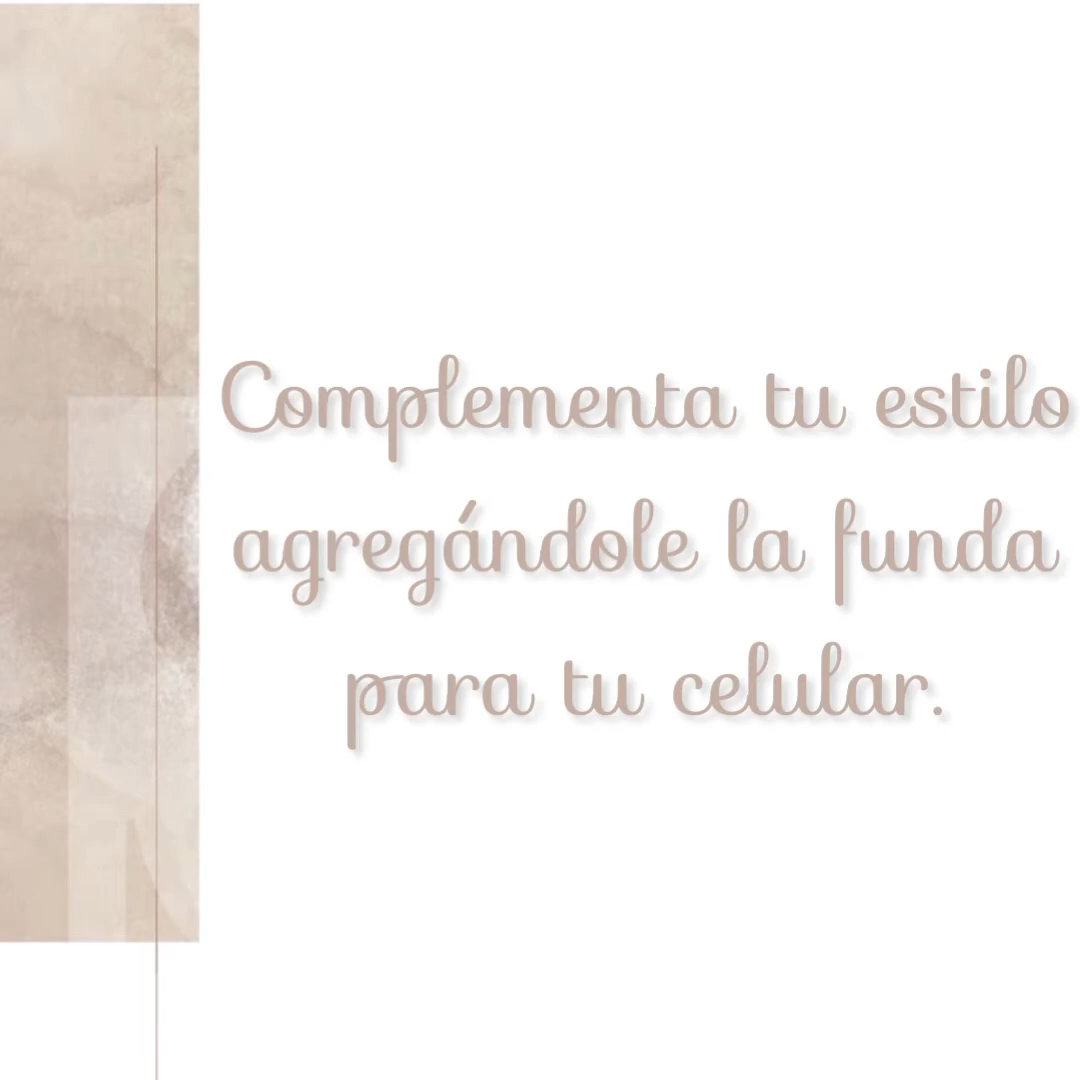 Complementa tu estilo
agregándole la funda
para tu celular.